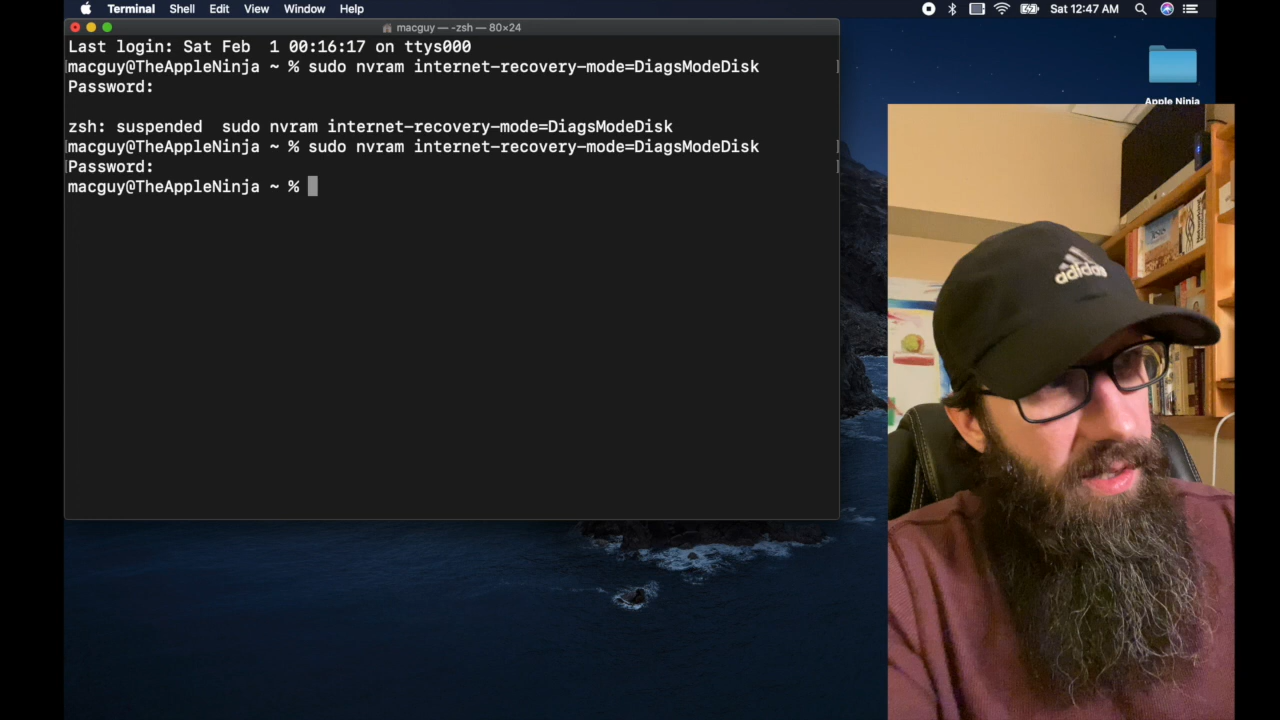 Terminal Shell Edit View Window Help Sat 12:47 AM
macguy — -zsh — 80×24
Last login: Sat Feb  1 00:16:17 on ttys000
[macguy@TheAppleNinja ~ % sudo nvram internet-recovery-mode=DiagsModeDisk ]
Password:
zsh: suspended  sudo nvram internet-recovery-mode=DiagsModeDisk
[macguy@TheAppleNinja ~ % sudo nvram internet-recovery-mode=DiagsModeDisk ]
[Password: ]
macguy@TheAppleNinja ~ %
Apple Ninja
adidas